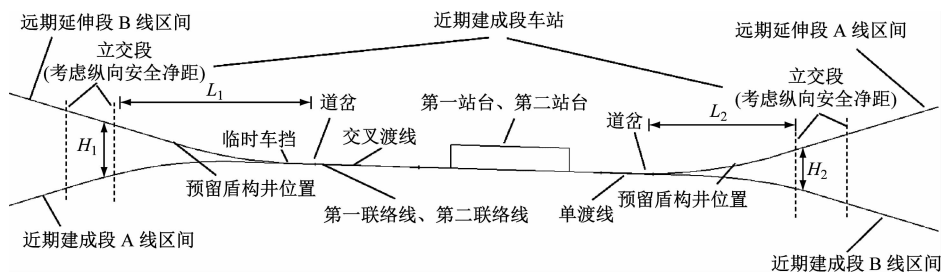 远期延伸段 B 线区间
近期建成段车站
远期延伸段 A 线区间
立交段
(考虑纵向安全净距)
立交段
(考虑纵向安全净距)
L1
道岔
第一站台、第二站台
道岔
L2
H1
临时车挡
交叉渡线
H2
预留盾构井位置
第一联络线、第二联络线
单渡线
预留盾构井位置
近期建成段 A 线区间
近期建成段 B 线区间